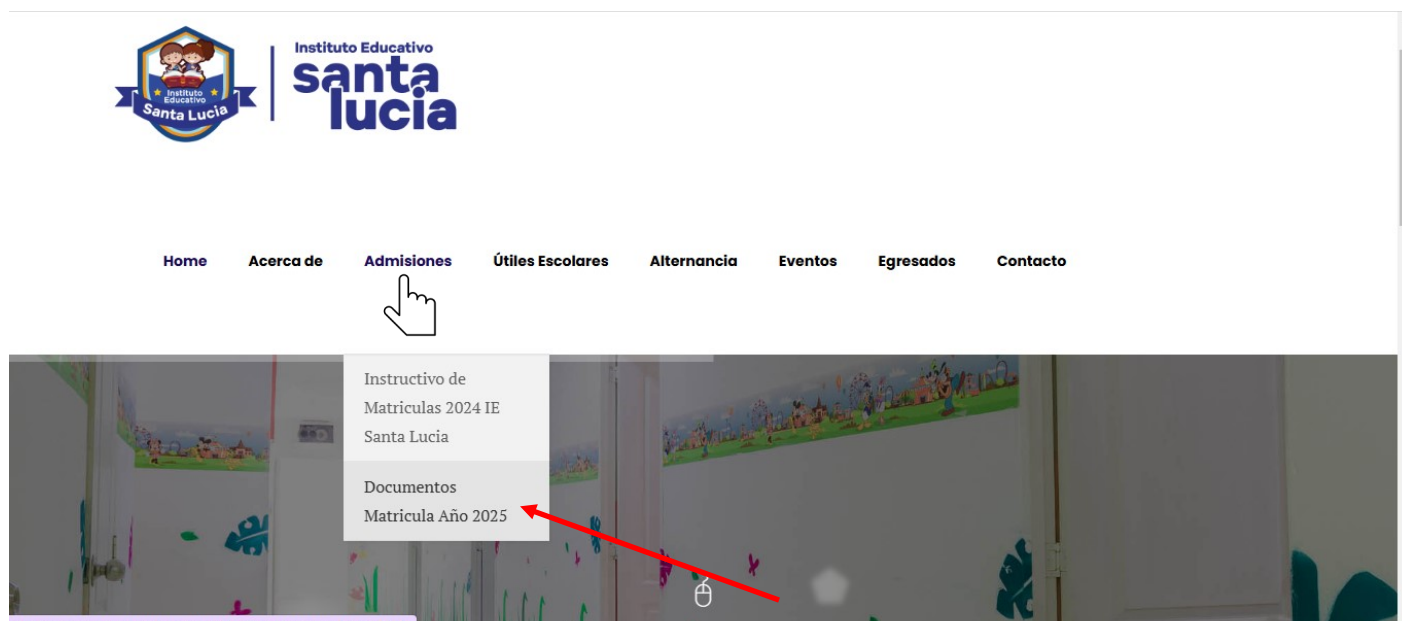 Instituto Educativo
santa
lucia
Instituto
Educativo
Santa Lucia
Home Acerca de Admisiones Útiles Escolares Alternancia Eventos Egresados Contacto
Instructivo de
Matriculas 2024 IE
Santa Lucia
Documentos
Matricula Año 2025